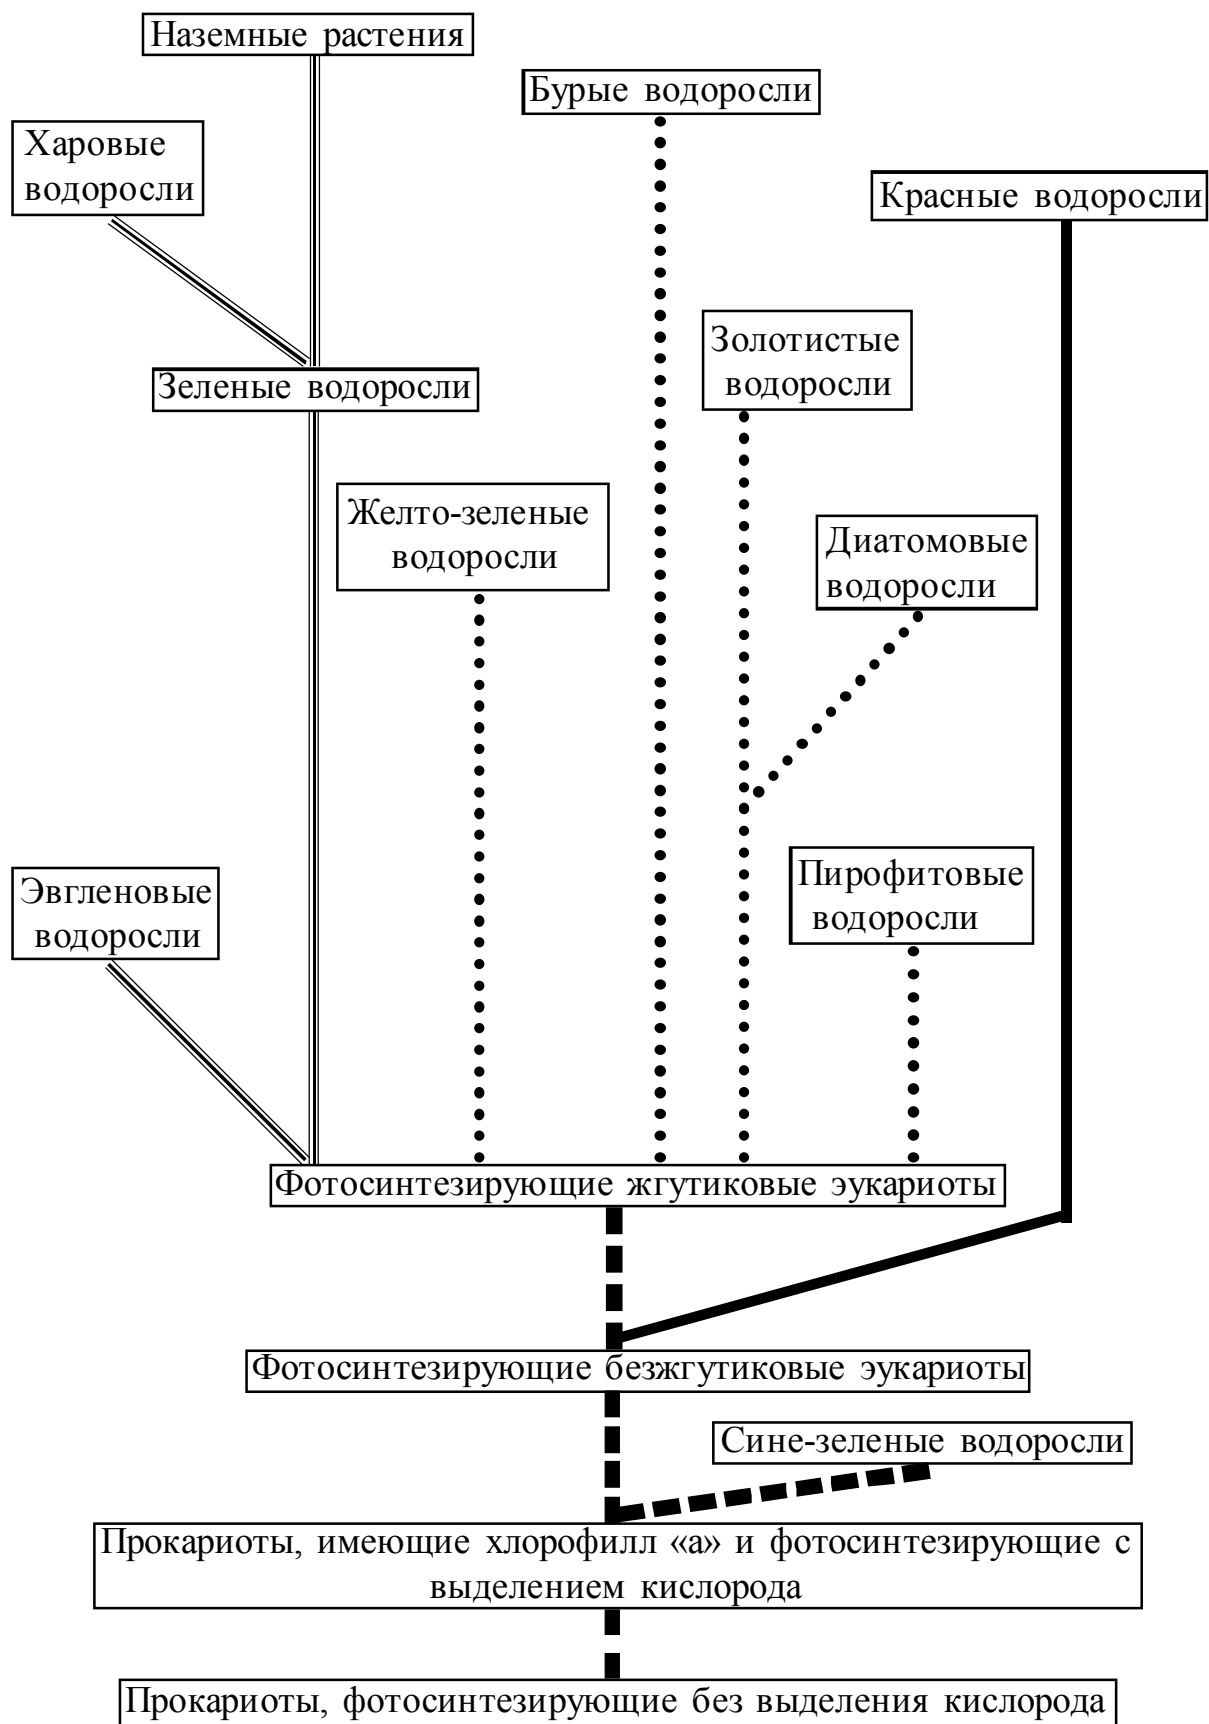 Наземные растения
Бурые водоросли
Харовые
водоросли
Красные водоросли
Золотистые
водоросли
Зеленые водоросли
Желто-зеленые
водоросли
Диатомовые
водоросли
Эвгленовые
водоросли
Пирофитовые
водоросли
Фотосинтезирующие жгутиковые эукариоты
Фотосинтезирующие безжгутиковые эукариоты
Сине-зеленые водоросли
Прокариоты, имеющие хлорофилл «а» и фотосинтезирующие с
выделением кислорода
Прокариоты, фотосинтезирующие без выделения кислорода